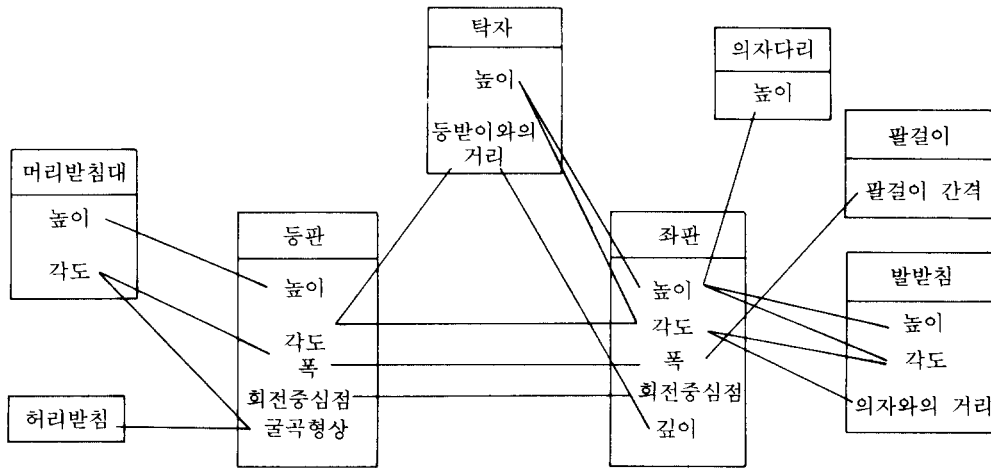 탁자
높이
등받이와의
거리
의자다리
높이
팔걸이
팔걸이 간격
머리받침대
높이
각도
등판
높이
각도
폭
회전중심점
굴곡형상
좌판
높이
각도
폭
회전중심점
깊이
발받침
높이
각도
의자와의 거리
허리받침